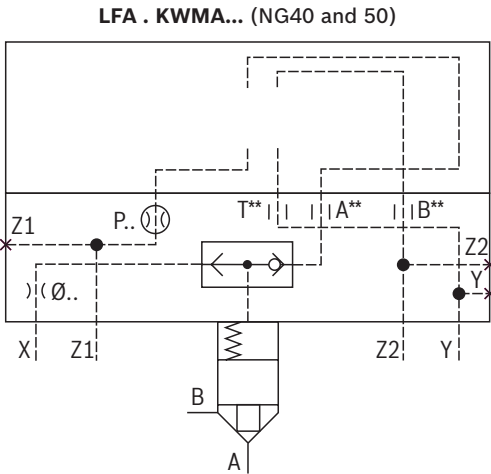 LFA . KWMA... (NG40 and 50)
T** A** B**
P..
Z1 Z2
Y
Ø..
X Z1 Z2 Y
B
A